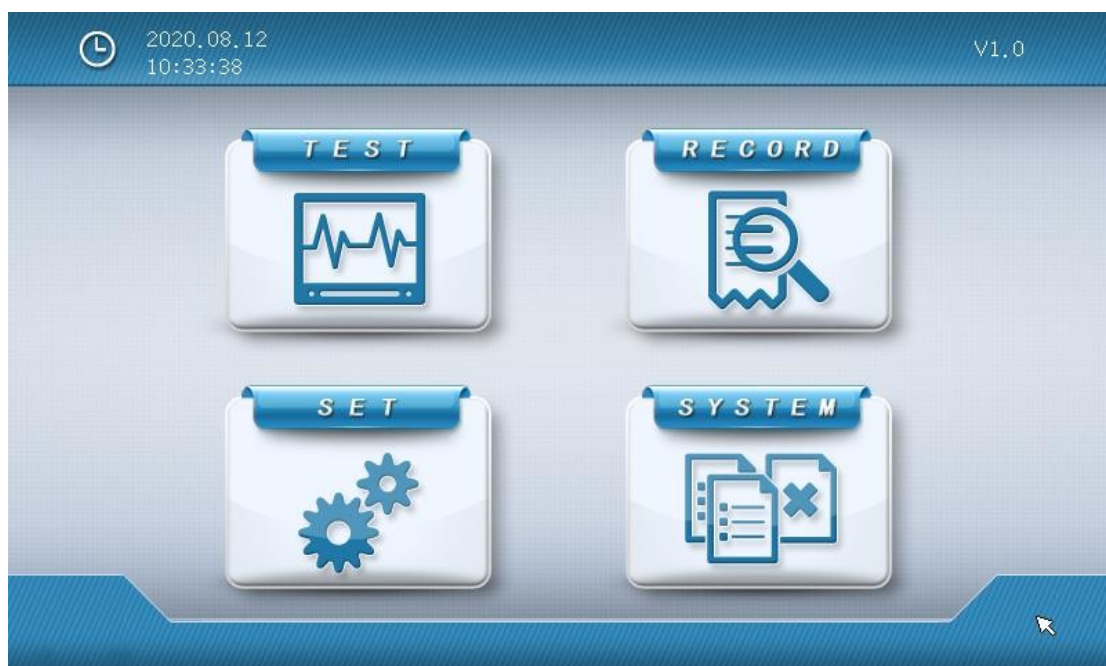 2020.08.12
10:33:38
V1.0
TEST
RECORD
SET
SYSTEM